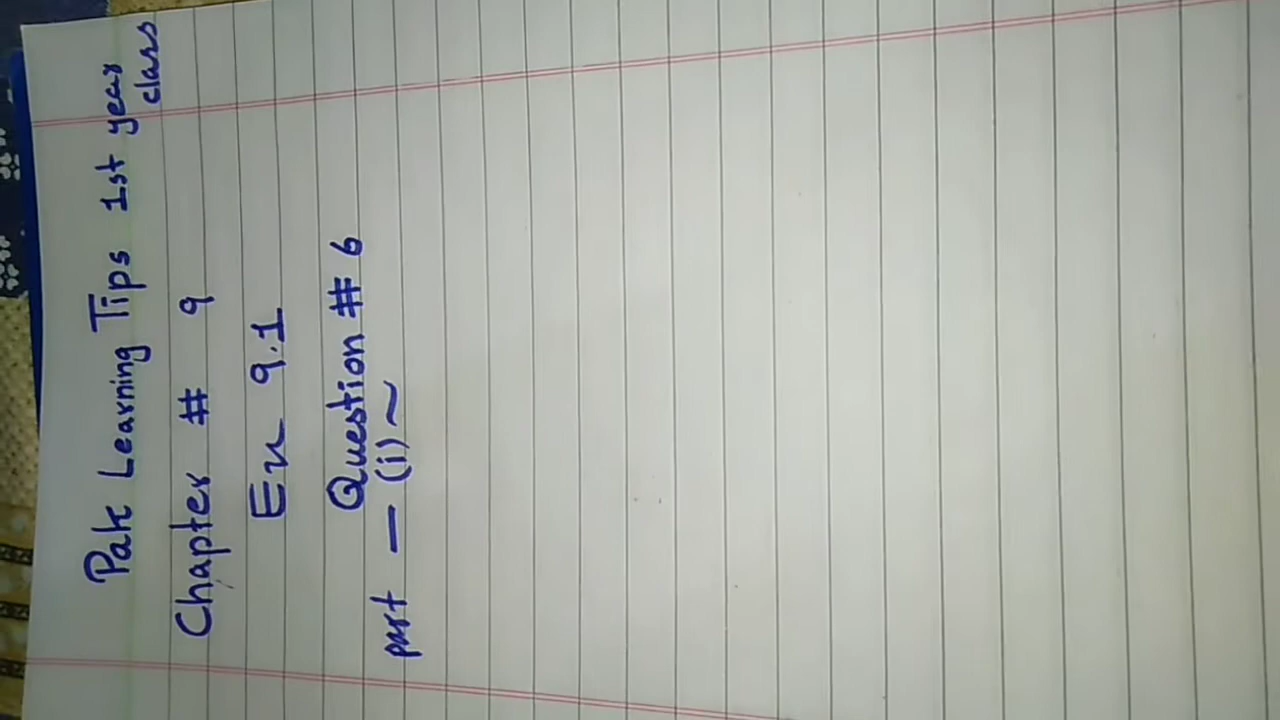 Pak Learning Tips 1st year
class
Chapter # 9
Ex 9.1
Question # 6
part — (i) ~